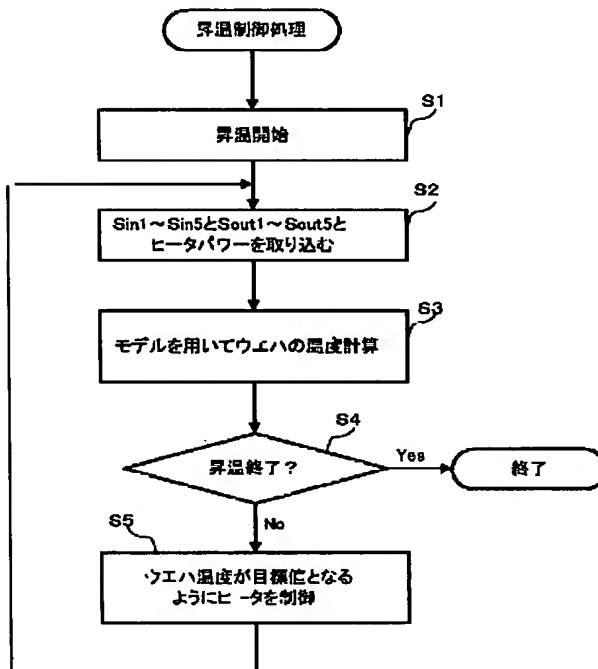 昇温制御処理
S1
昇温開始
S2
Sin1～Sin5とSout1～Sout5と
ヒータパワーを取り込む
S3
モデルを用いてウエハの温度計算
S4
昇温終了？
Yes
終了
No
S5
ウエハ温度が目標値となる
ようにヒータを制御